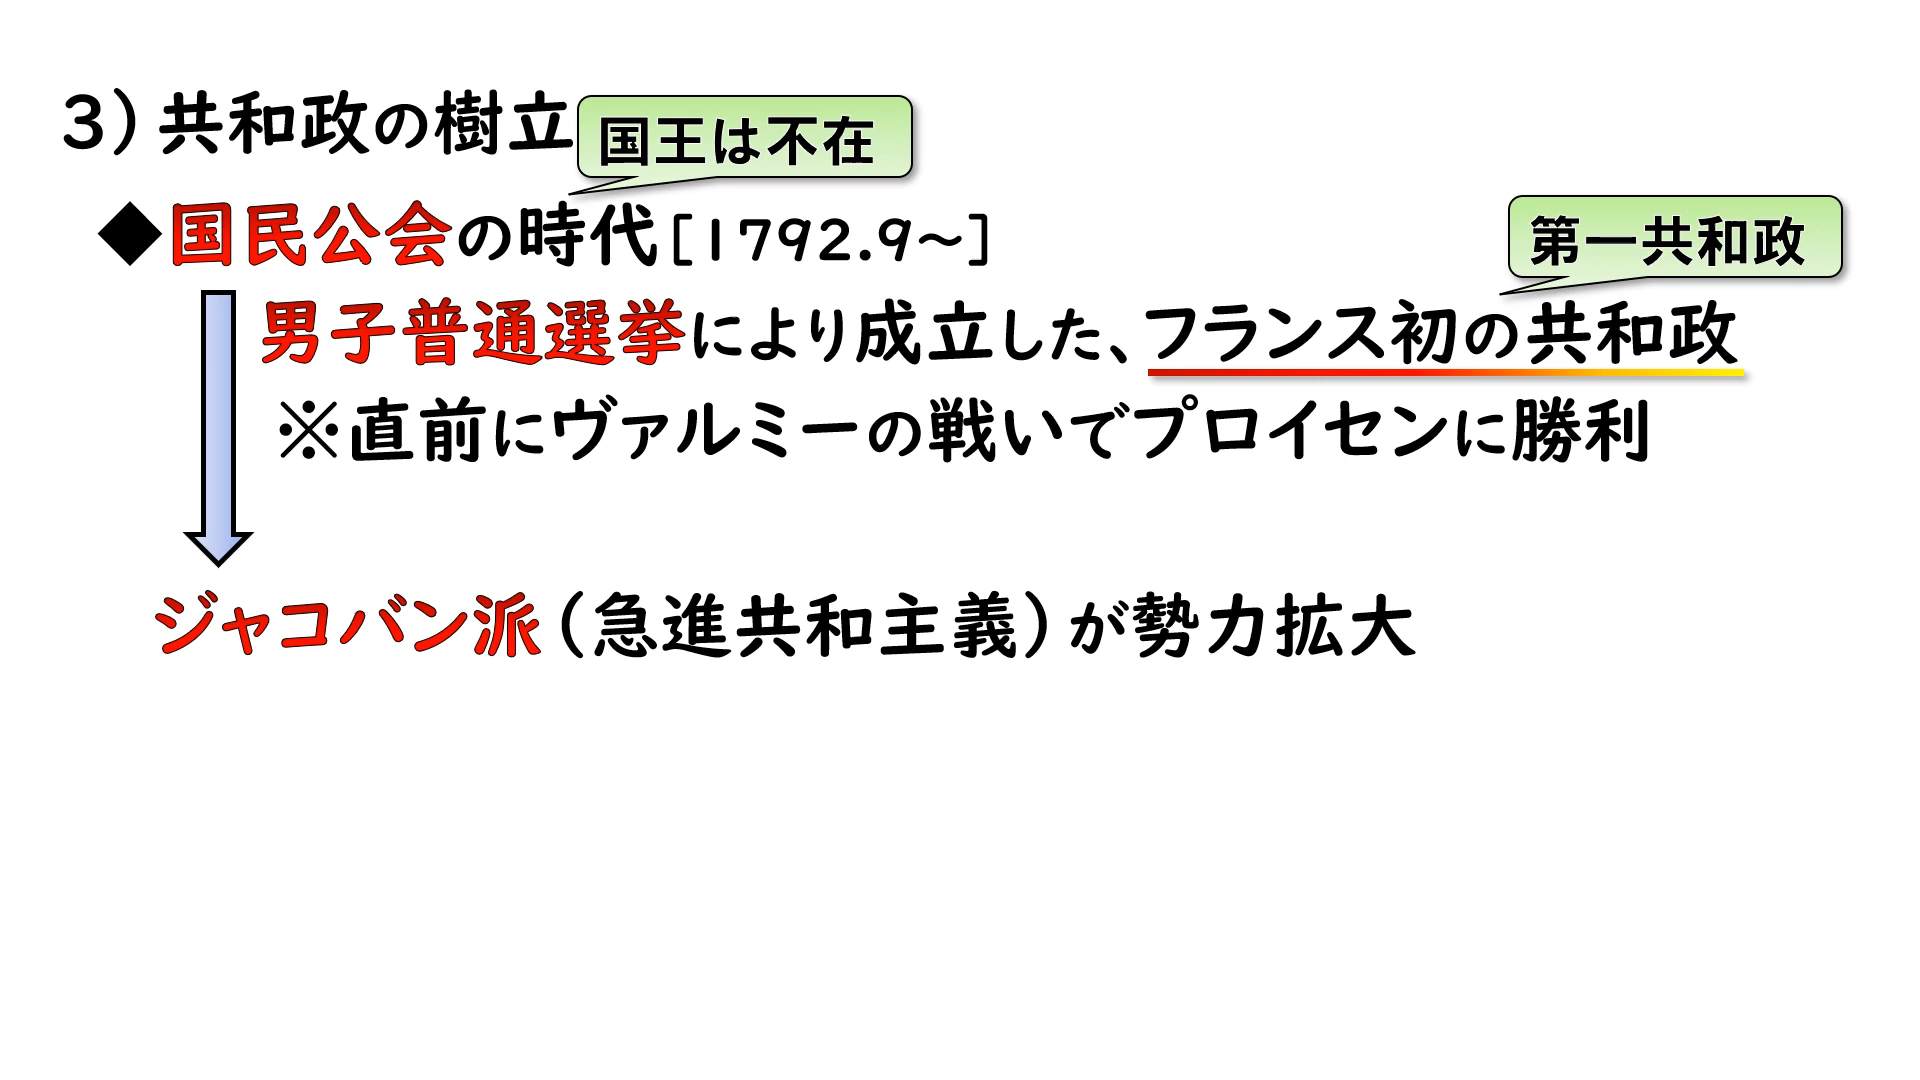 3）共和政の樹立
国王は不在
◆国民公会の時代[1792.9～]
第一共和政
男子普通選挙により成立した、フランス初の共和政
※直前にヴァルミーの戦いでプロイセンに勝利
ジャコバン派（急進共和主義）が勢力拡大